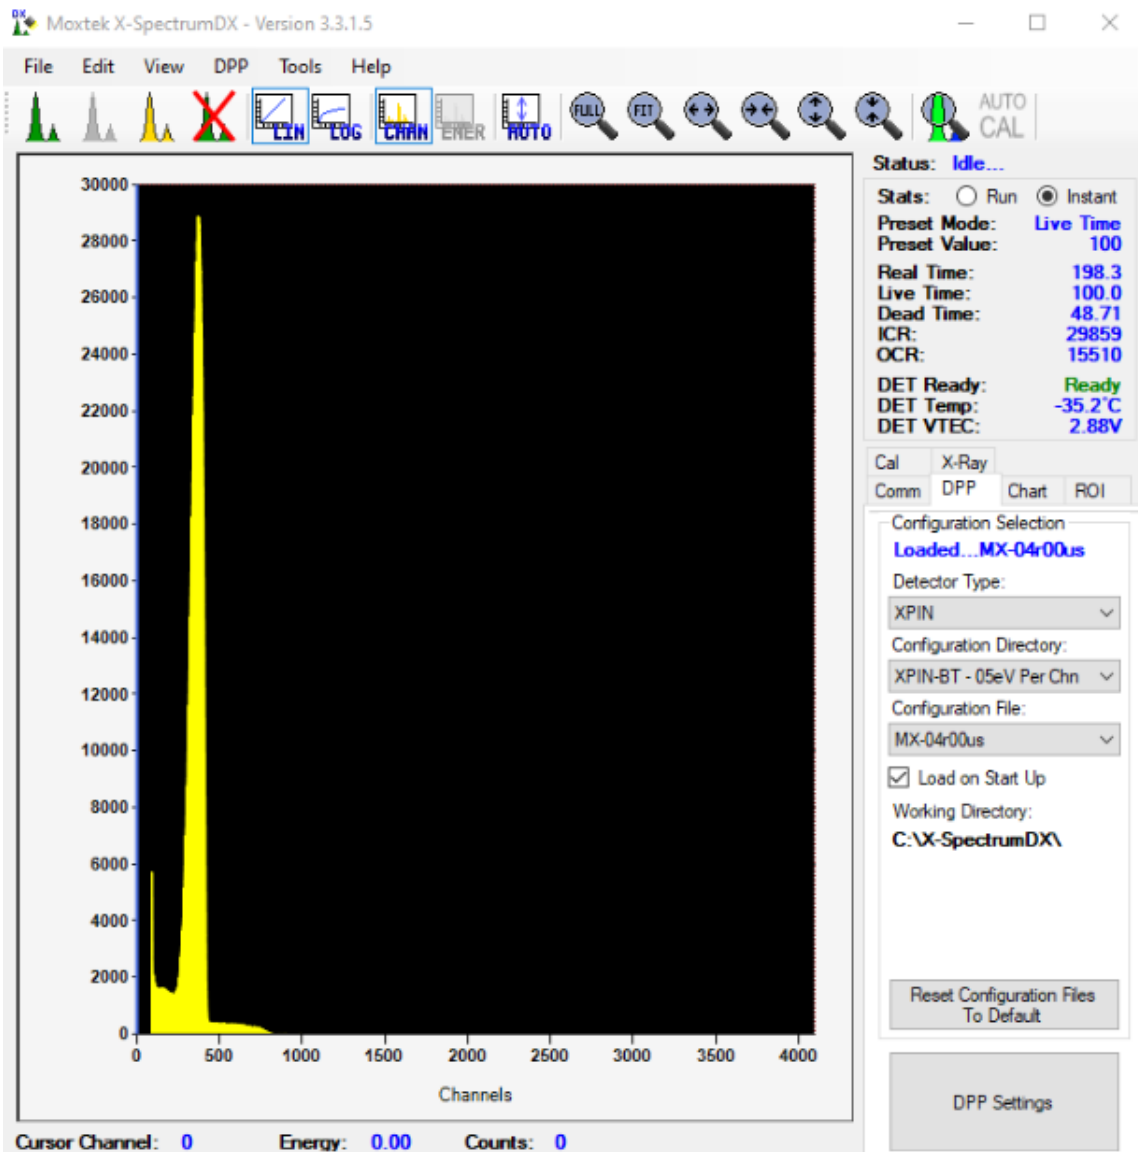 Moxtek X-SpectrumDX - Version 3.3.1.5
File Edit View DPP Tools Help
LIN LOG CHAN ENER AUTO FULL FIT AUTO CAL
Status: Idle...
Stats: Run Instant
Preset Mode: Live Time
Preset Value: 100
Real Time: 198.3
Live Time: 100.0
Dead Time: 48.71
ICR: 29859
OCR: 15510
DET Ready: Ready
DET Temp: -35.2°C
DET VTEC: 2.88V
Cal X-Ray
Comm DPP Chart ROI
Configuration Selection
Loaded...MX-04r00us
Detector Type:
XPIN
Configuration Directory:
XPIN-BT - 05eV Per Chn
Configuration File:
MX-04r00us
Load on Start Up
Working Directory:
C:\X-SpectrumDX\
Reset Configuration Files
To Default
DPP Settings
30000
28000
26000
24000
22000
20000
18000
16000
14000
12000
10000
8000
6000
4000
2000
0
0 500 1000 1500 2000 2500 3000 3500 4000
Channels
Cursor Channel: 0 Energy: 0.00 Counts: 0